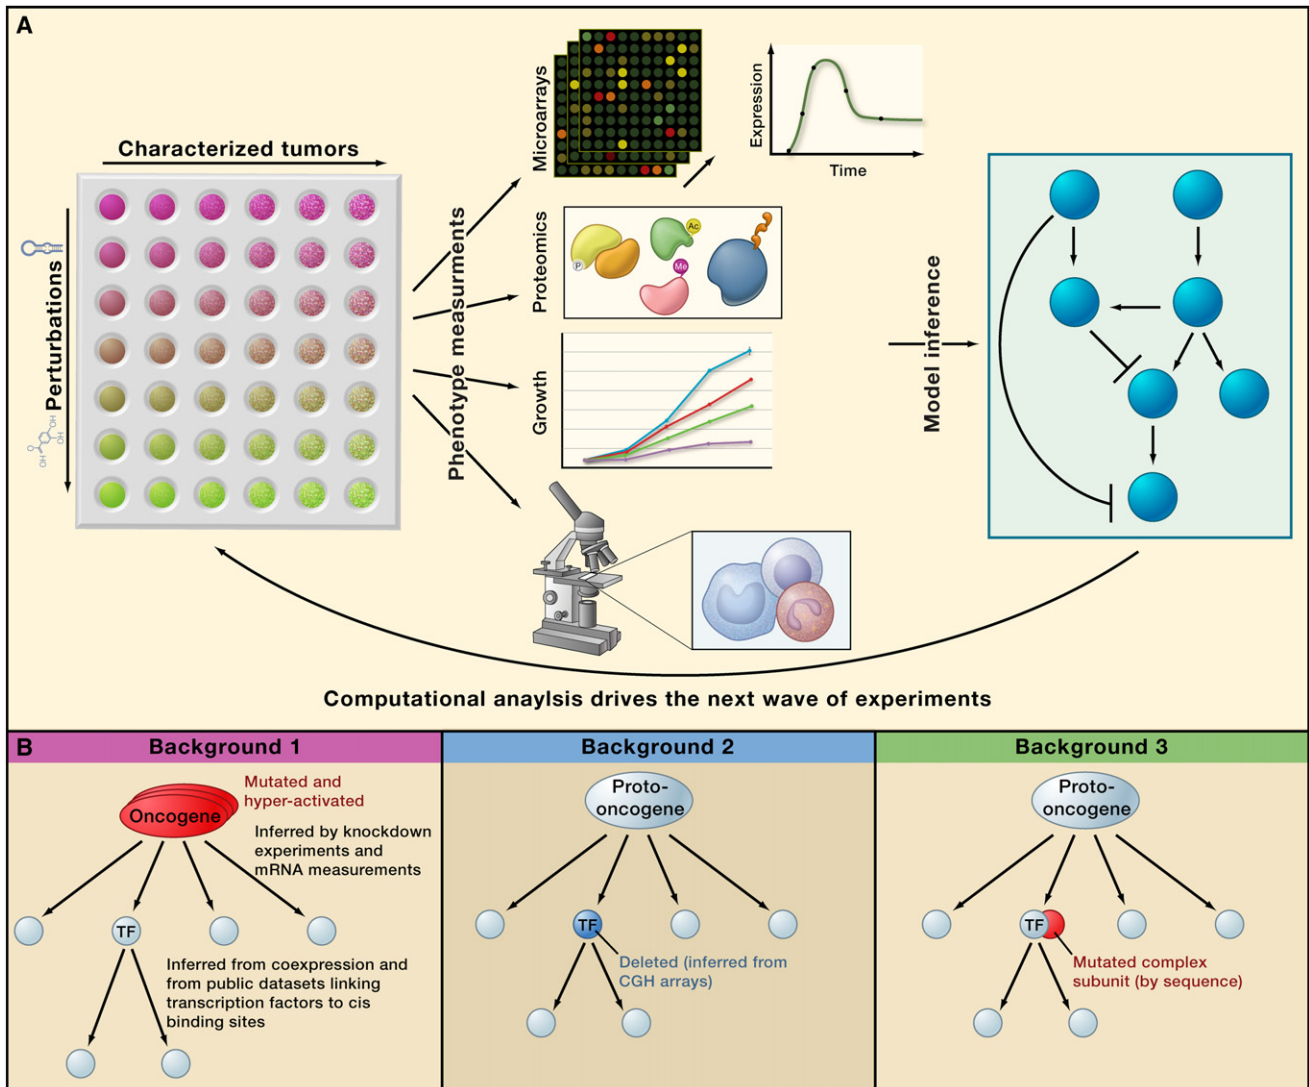 A
Characterized tumors
Perturbations
OH
OH
O
OH
Phenotype measurments
Microarrays
Expression
Time
Proteomics
P
Ac
Me
Growth
Model inference
Computational anaylsis drives the next wave of experiments
B
Background 1
Oncogene
Mutated and
hyper-activated
Inferred by knockdown
experiments and
mRNA measurements
TF
Inferred from coexpression and
from public datasets linking
transcription factors to cis
binding sites
Background 2
Proto-
oncogene
TF
Deleted (inferred from
CGH arrays)
Background 3
Proto-
oncogene
TF
Mutated complex
subunit (by sequence)